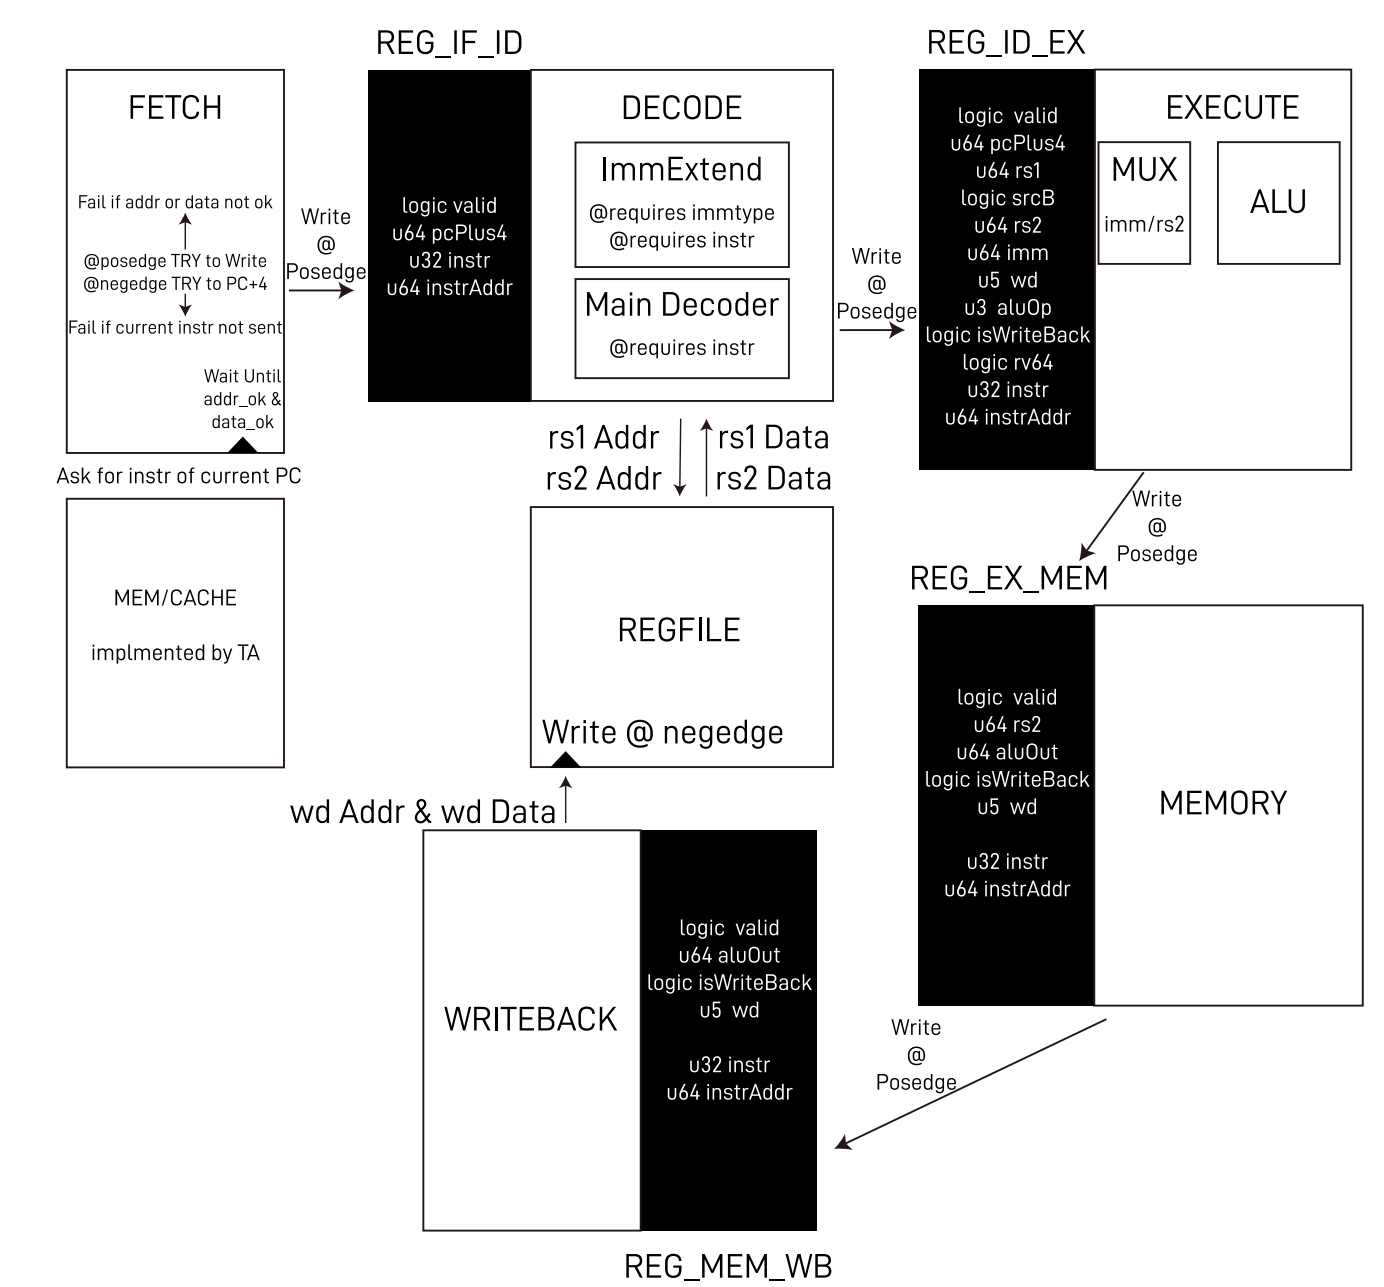 REG_IF_ID
REG_ID_EX
FETCH
Fail if addr or data not ok
@posedge TRY to Write
@negedge TRY to PC+4
Fail if current instr not sent
Wait Until
addr_ok &
data_ok
Ask for instr of current PC
MEM/CACHE
implmented by TA
Write
@
Posedge
logic valid
u64 pcPlus4
u32 instr
u64 instrAddr
DECODE
ImmExtend
@requires immtype
@requires instr
Main Decoder
@requires instr
Write
@
Posedge
logic valid
u64 pcPlus4
u64 rs1
logic srcB
u64 rs2
u64 imm
u5 wd
u3 aluOp
logic isWriteBack
logic rv64
u32 instr
u64 instrAddr
EXECUTE
MUX
imm/rs2
ALU
rs1 Addr
rs2 Addr
rs1 Data
rs2 Data
REGFILE
Write @ negedge
Write
@
Posedge
REG_EX_MEM
logic valid
u64 rs2
u64 aluOut
logic isWriteBack
u5 wd
u32 instr
u64 instrAddr
MEMORY
wd Addr & wd Data
WRITEBACK
logic valid
u64 aluOut
logic isWriteBack
u5 wd
u32 instr
u64 instrAddr
Write
@
Posedge
REG_MEM_WB